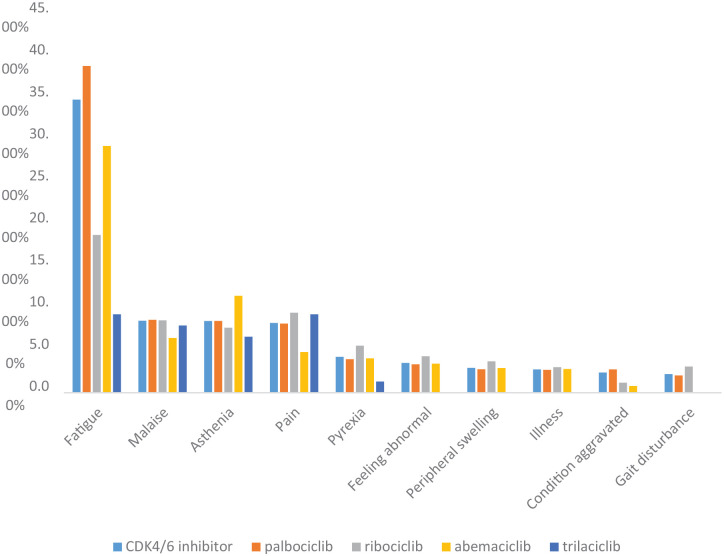 45.
00%
40.
00%
35.
00%
30.
00%
25.
00%
20.
00%
15.
00%
10.
00%
5.0
0%
0.0
0%
Fatigue
Malaise
Asthenia
Pain
Pyrexia
Feeling abnormal
Peripheral swelling
Illness
Condition aggravated
Gait disturbance
CDK4/6 inhibitor palbociclib ribociclib abemaciclib trilaciclib